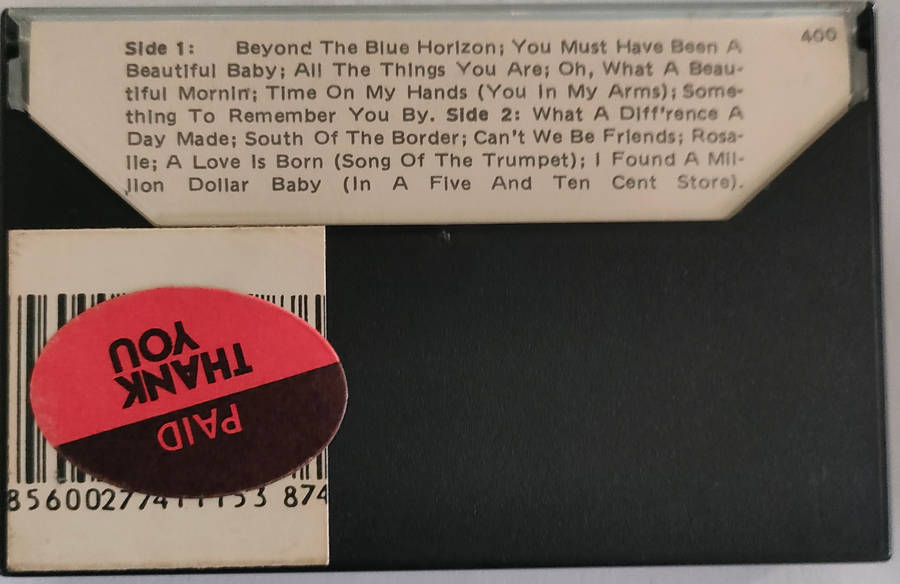 Side 1: Beyond The Blue Horizon; You Must Have Been A
Beautiful Baby; All The Things You Are; Oh, What A Beau-
tiful Mornin'; Time On My Hands (You In My Arms); Some-
thing To Remember You By. Side 2: What A Diff'rence A
Day Made; South Of The Border; Can't We Be Friends; Rosa-
lie; A Love Is Born (Song Of The Trumpet); I Found A Mil-
lion Dollar Baby (In A Five And Ten Cent Store).
400
THANK
YOU
PAID
874